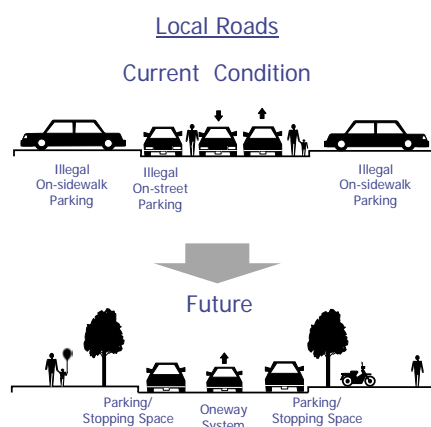 Local Roads
Current Condition
Illegal
On-sidewalk
Parking
Illegal
On-street
Parking
Illegal
On-sidewalk
Parking
Future
Parking/
Stopping Space
Oneway
System
Parking/
Stopping Space